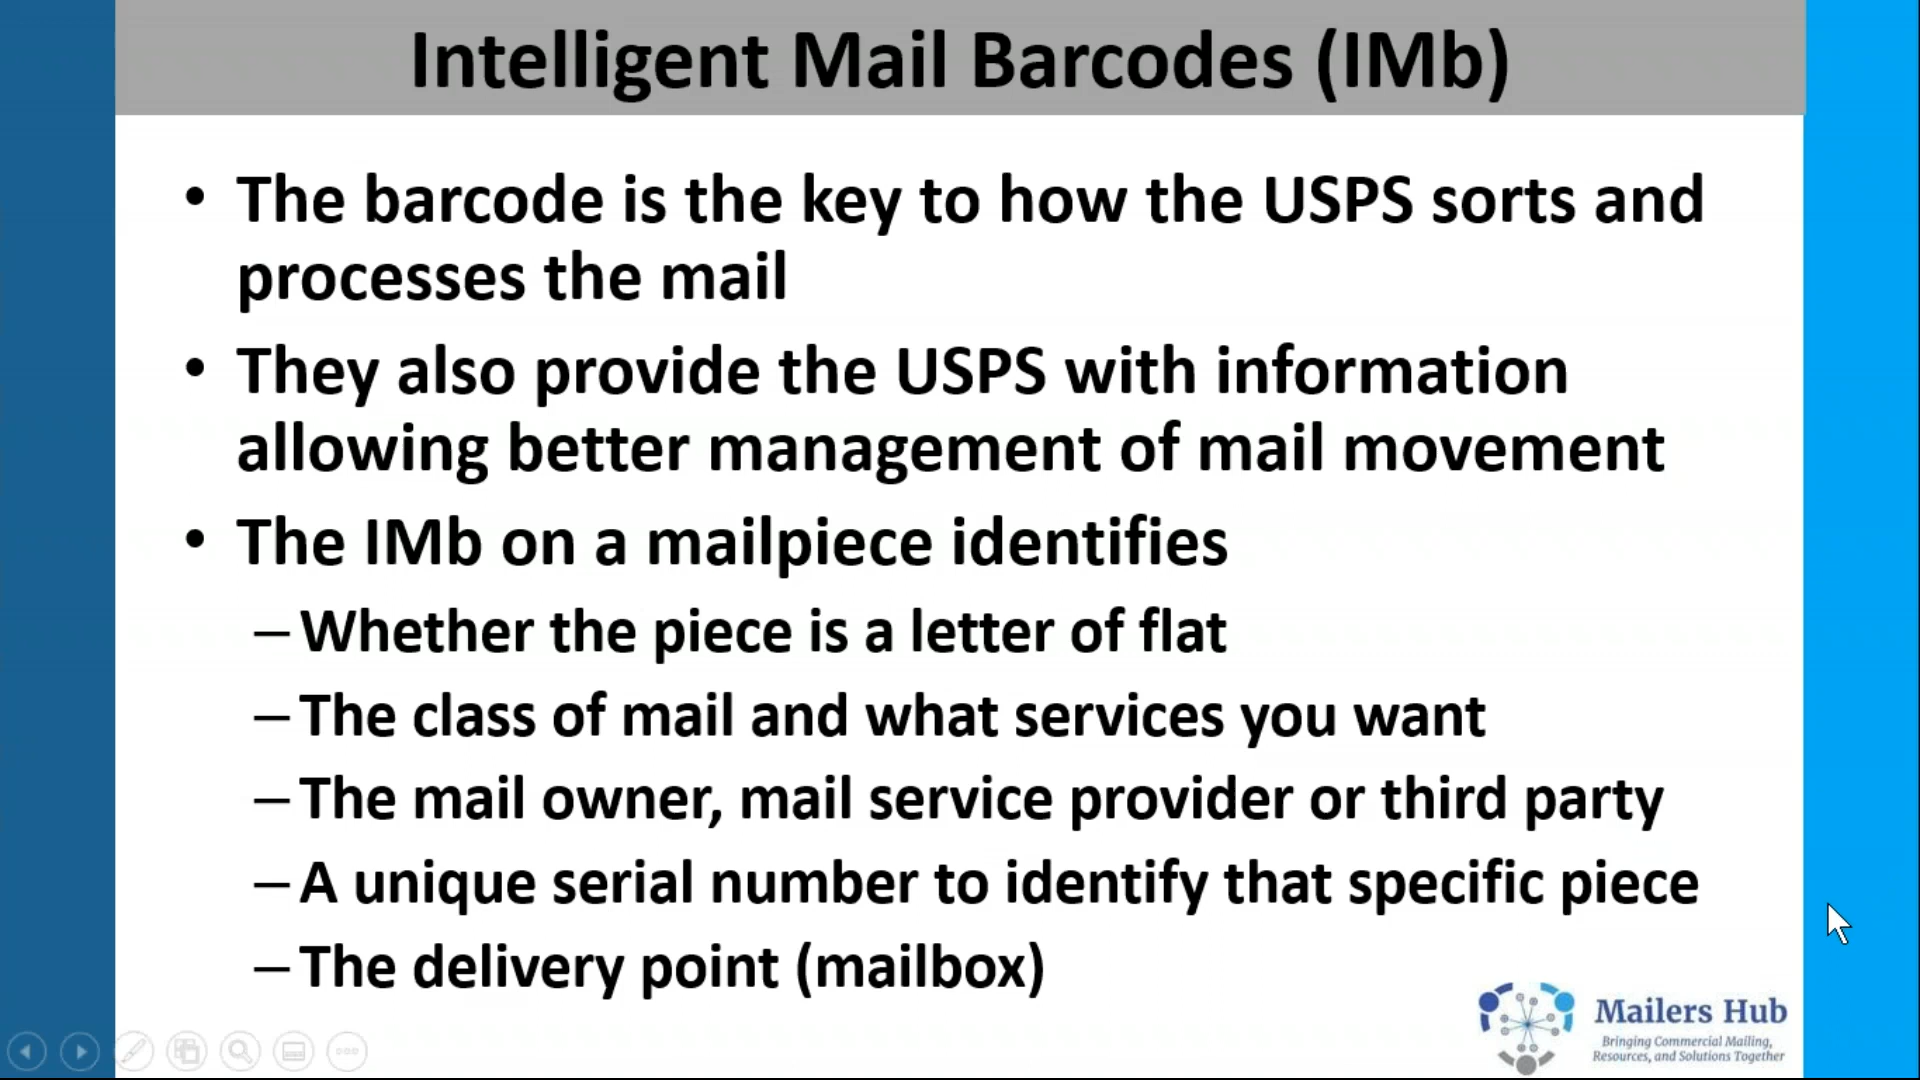 Intelligent Mail Barcodes (IMb)
• The barcode is the key to how the USPS sorts and
processes the mail
• They also provide the USPS with information
allowing better management of mail movement
• The IMb on a mailpiece identifies
– Whether the piece is a letter of flat
– The class of mail and what services you want
– The mail owner, mail service provider or third party
– A unique serial number to identify that specific piece
– The delivery point (mailbox)
Mailers Hub
Bringing Commercial Mailing,
Resources, and Solutions Together